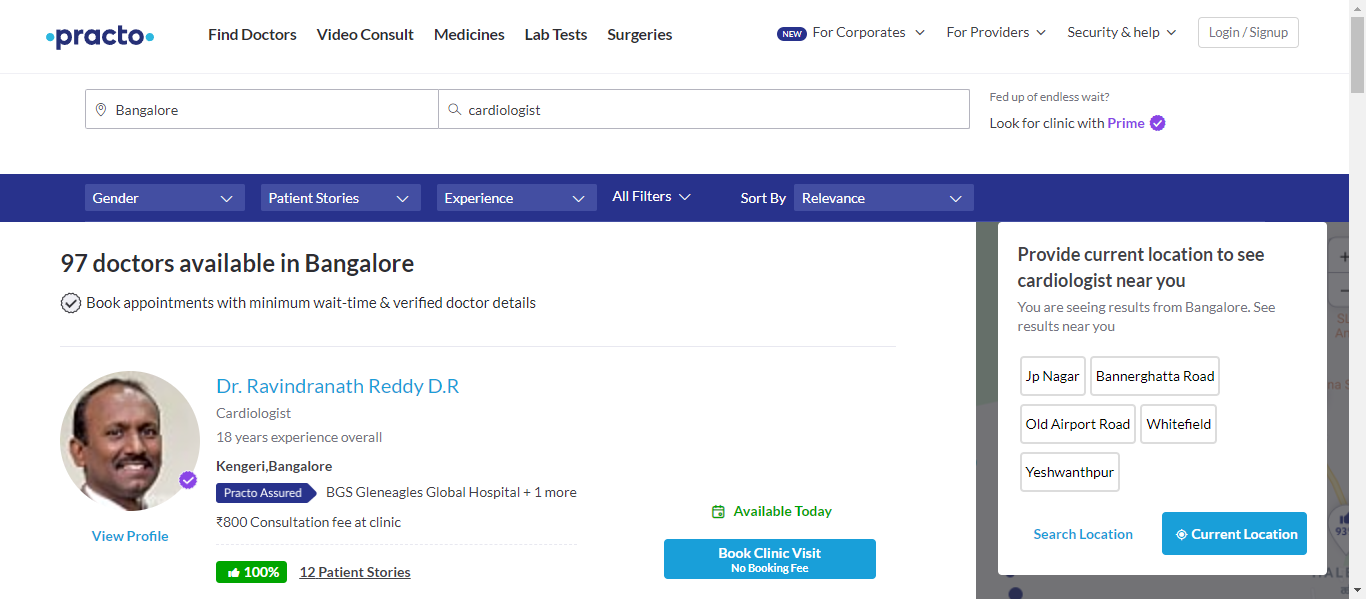 practo
Find Doctors
Video Consult
Medicines
Lab Tests
Surgeries
NEW For Corporates
For Providers
Security & help
Login / Signup
Bangalore
cardiologist
Fed up of endless wait?
Look for clinic with Prime
Gender
Patient Stories
Experience
All Filters
Sort By
Relevance
97 doctors available in Bangalore
Book appointments with minimum wait-time & verified doctor details
Dr. Ravindranath Reddy D.R
Cardiologist
18 years experience overall
Kengeri,Bangalore
Practo Assured BGS Gleneagles Global Hospital + 1 more
₹800 Consultation fee at clinic
View Profile
100% 12 Patient Stories
Available Today
Book Clinic Visit
No Booking Fee
Provide current location to see
cardiologist near you
You are seeing results from Bangalore. See
results near you
Jp Nagar
Bannerghatta Road
Old Airport Road
Whitefield
Yeshwanthpur
Search Location
Current Location